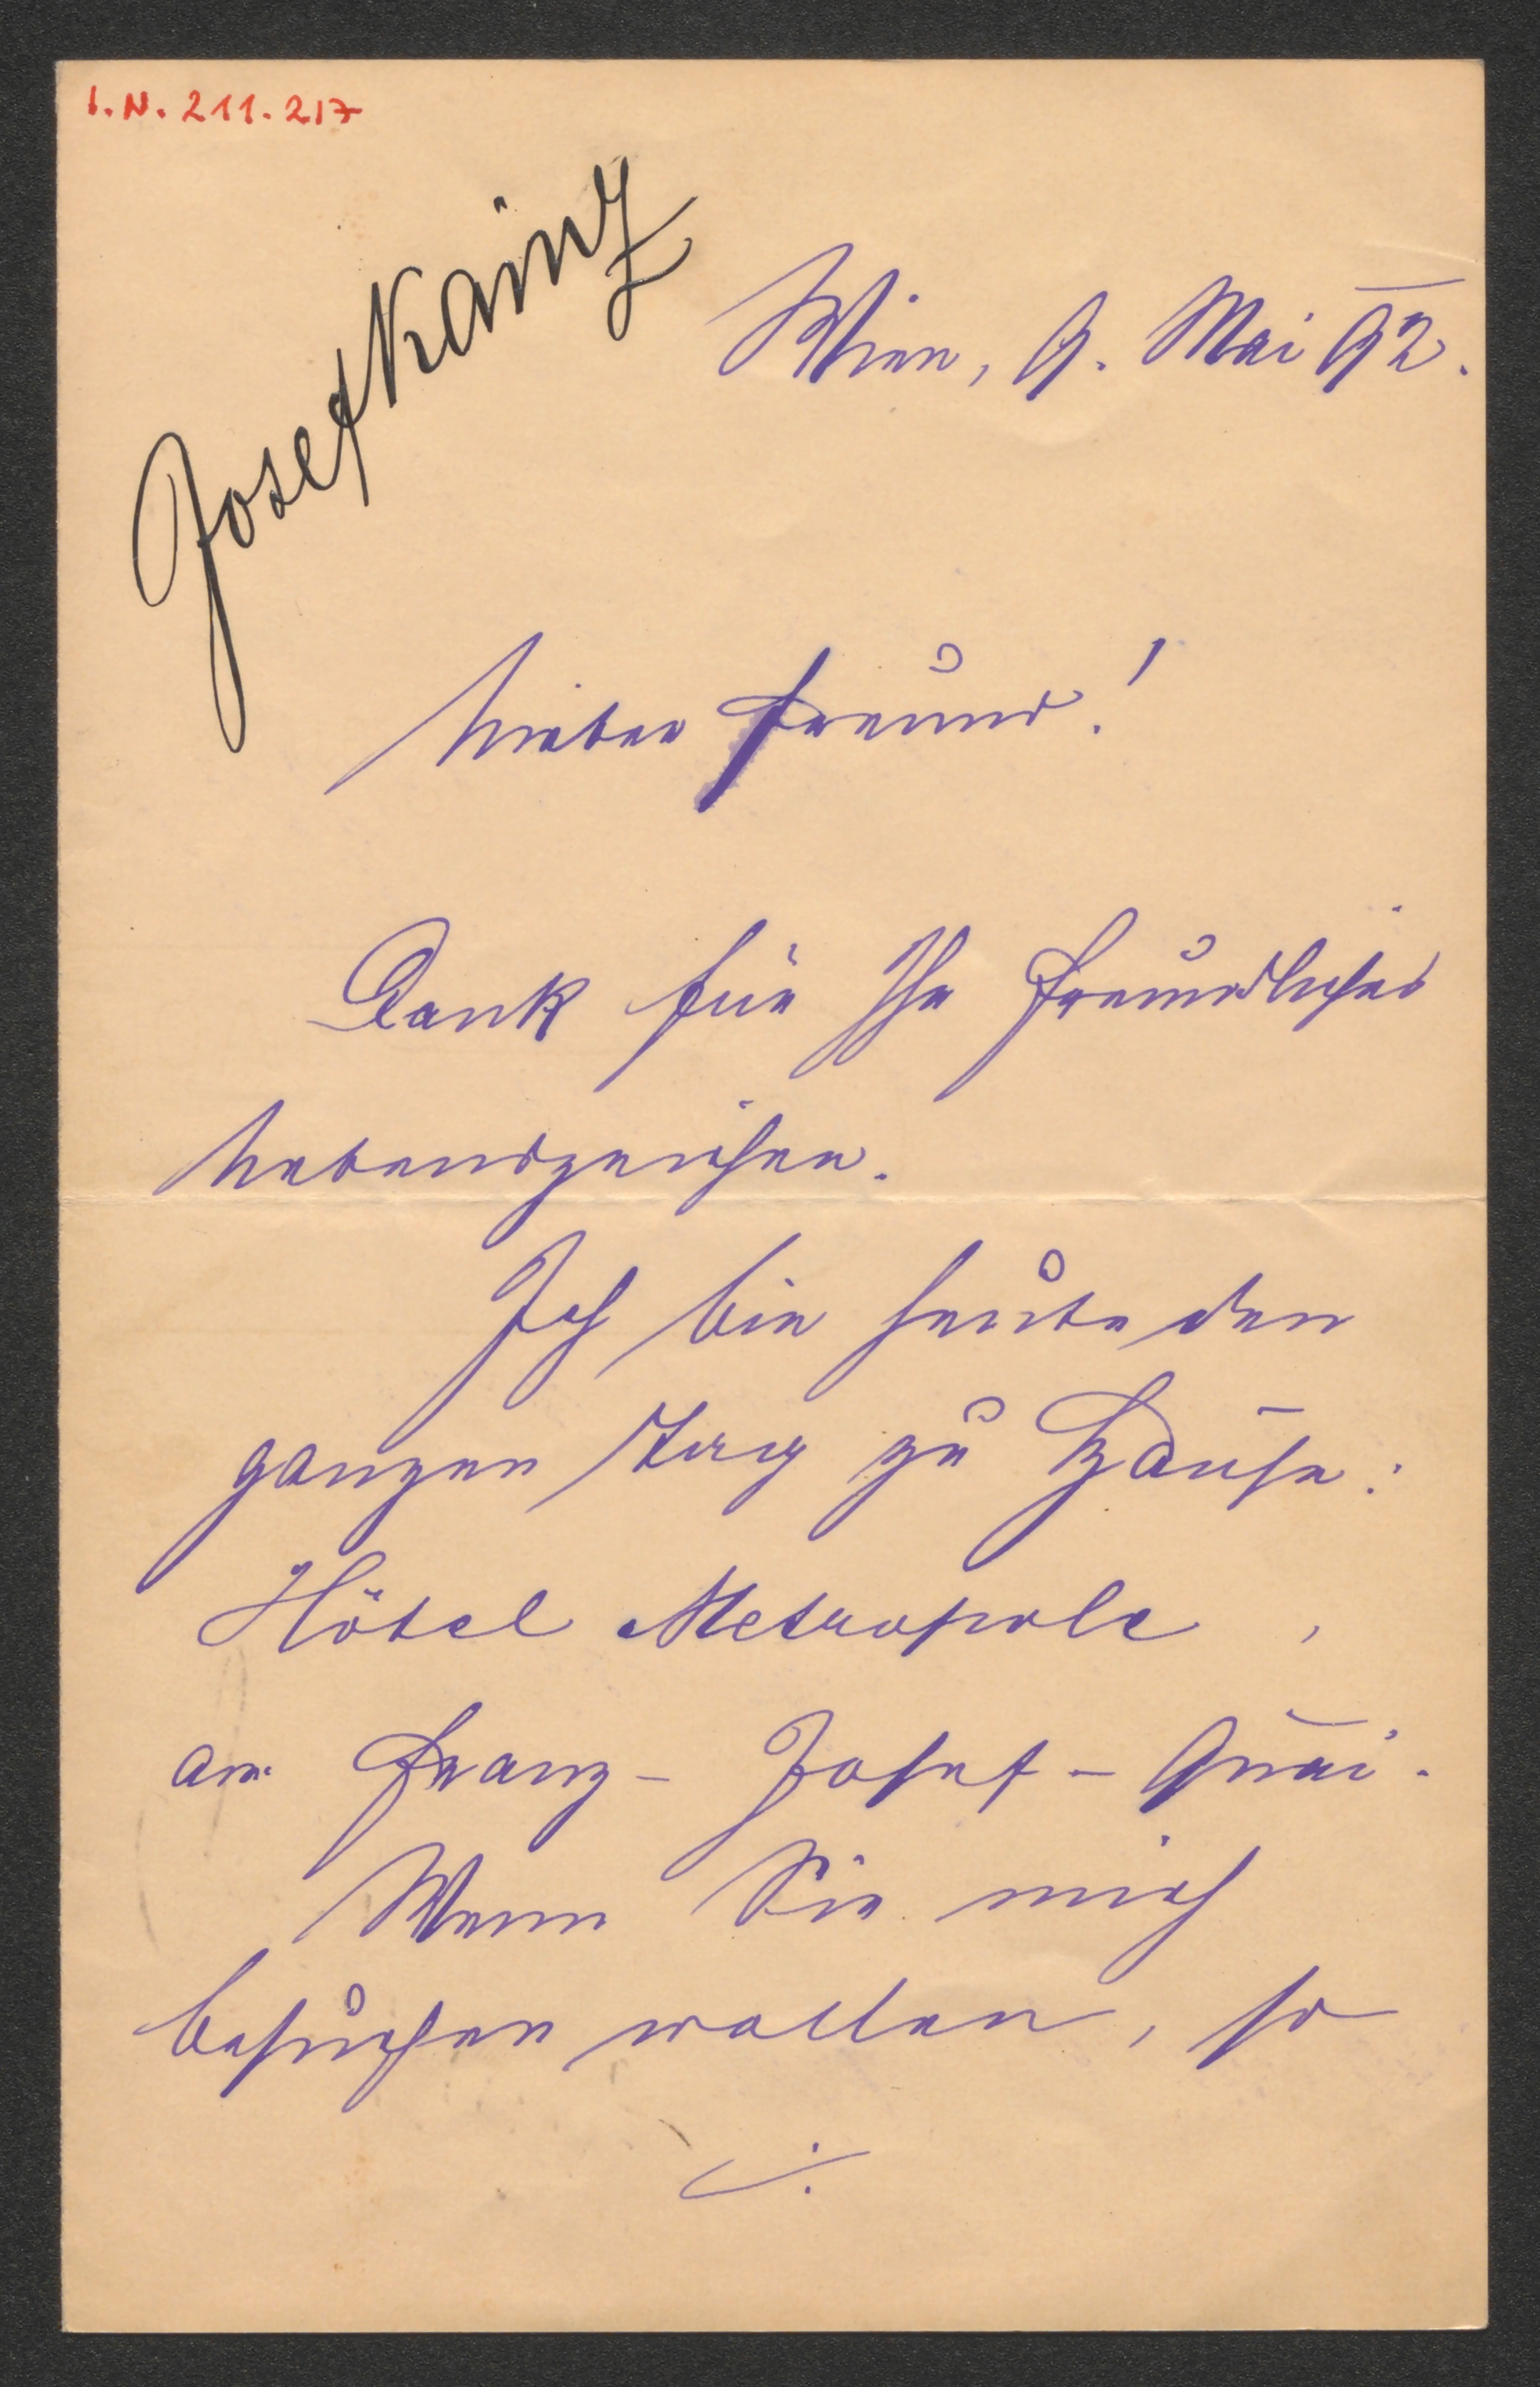 I.N. 211.217
Josef Kainz
Wien, 9. Mai 92.
Lieber Freund!
Dank für Ihr freundliches
Lebenszeichen.
Ich bin heute den
ganzen Tag zu Hause:
Hôtel Metropole,
am Franz-Josef-Quai.
Wenn Sie mich
besuchen wollen, so
./.